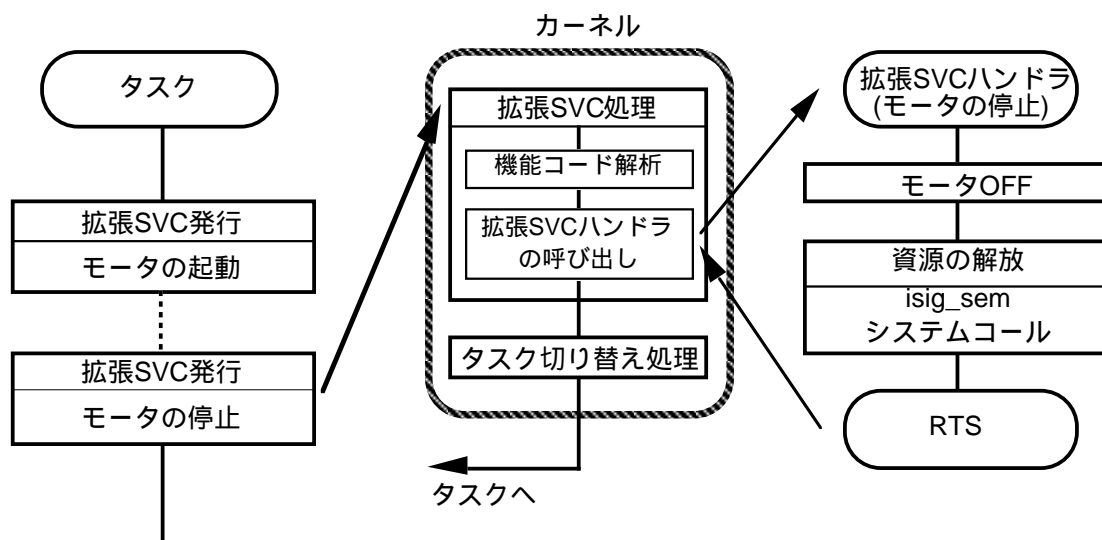 タスク
拡張SVC発行
モータの起動
拡張SVC発行
モータの停止
カーネル
拡張SVC処理
機能コード解析
拡張SVCハンドラ
の呼び出し
タスク切り替え処理
タスクへ
拡張SVCハンドラ
(モータの停止)
モータOFF
資源の解放
isig_sem
システムコール
RTS